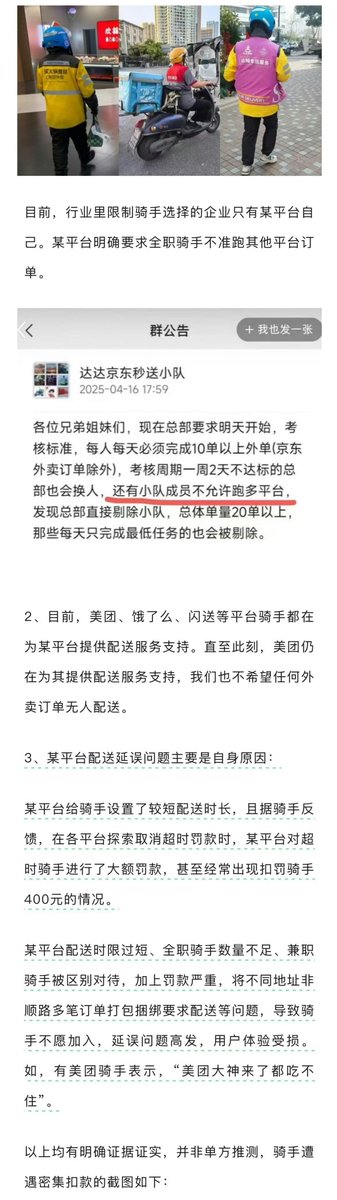 目前，行业里限制骑手选择的企业只有某平台自
己。某平台明确要求全职骑手不准跑其他平台订
单。
群公告
+ 我也发一张
达达京东秒送小队
2025-04-16 17:59
各位兄弟姐妹们，现在总部要求明天开始，考
核标准，每人每天必须完成10单以上外单(京东
外卖订单除外)，考核周期一周2天不达标的总
部也会换人，还有小队成员不允许跑多平台，
发现总部直接剔除小队，总体单量20单以上，
那些每天只完成最低任务的也会被剔除。
2、目前，美团、饿了么、闪送等平台骑手都在
为某平台提供配送服务支持。直至此刻，美团仍
在为其提供配送服务支持，我们也不希望任何外
卖订单无人配送。
3、某平台配送延误问题主要是自身原因：
某平台给骑手设置了较短配送时长，且据骑手反
馈，在各平台探索取消超时罚款时，某平台对超
时骑手进行了大额罚款，甚至经常出现扣罚骑手
400元的情况。
某平台配送时限过短、全职骑手数量不足、兼职
骑手被区别对待，加上罚款严重，将不同地址非
顺路多笔订单打包捆绑要求配送等问题，导致骑
手不愿加入，延误问题高发，用户体验受损。
如，有美团骑手表示，“美团大神来了都吃不
住”。
以上均有明确证据证实，并非单方推测，骑手遭
遇密集扣款的截图如下：